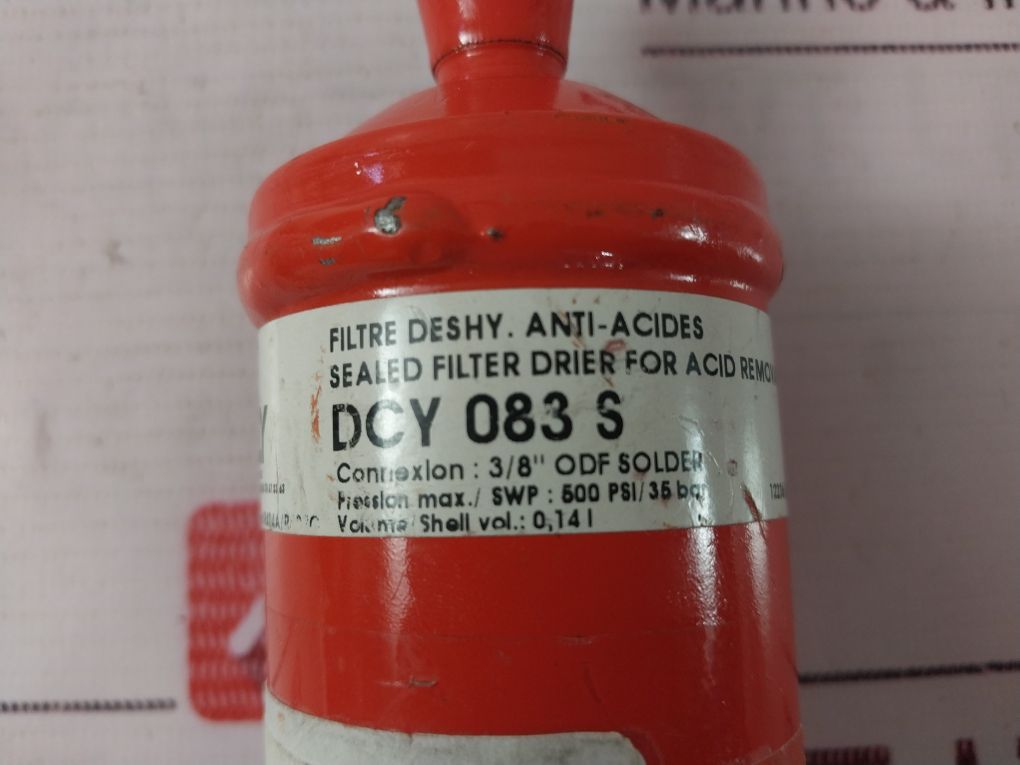 FILTRE DESHY. ANTI-ACIDES
SEALED FILTER DRIER FOR ACID
DCY 083 S
Connexion : 3/8" ODF SOLDER
Pression max./ SWP : 500 PSI/35 bar
Volume/Shell vol.: 0,14 l